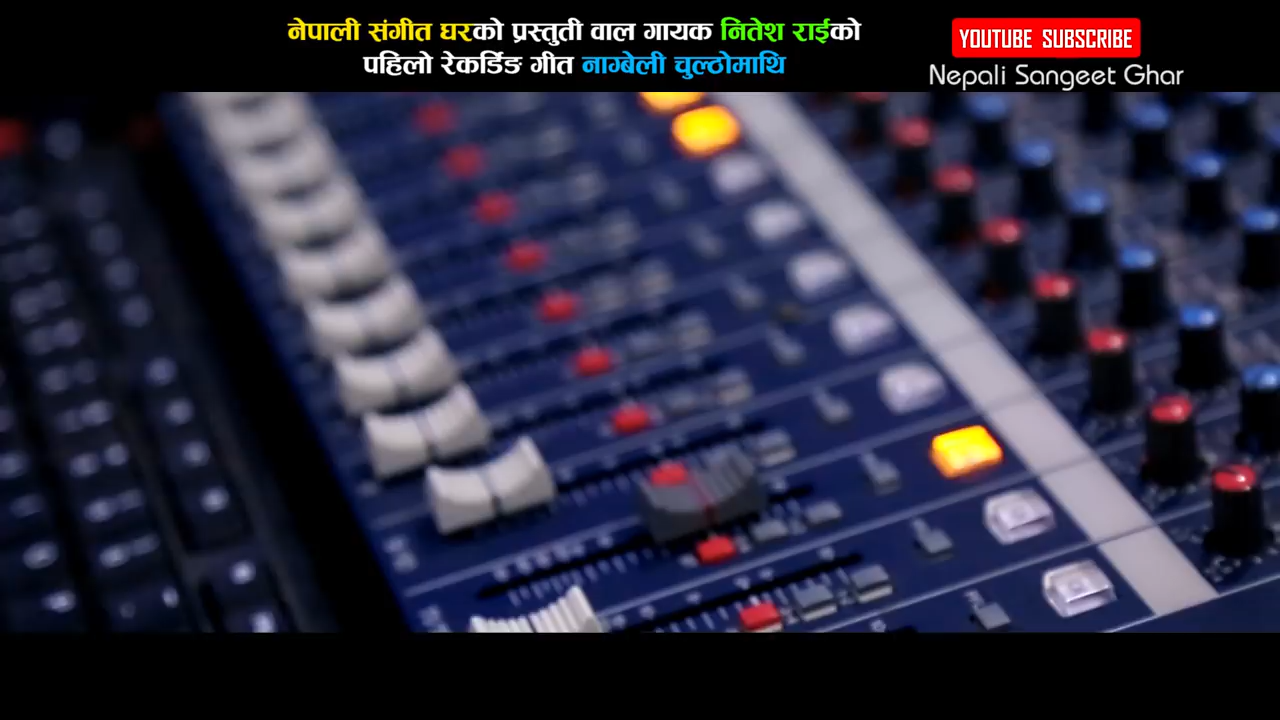 नेपाली संगीत घरको प्रस्तुती वाल गायक नितेश राईको
पहिलो रेकर्डिङ गीत नाग्बेली चुल्ठोमाथि
YOUTUBE SUBSCRIBE
Nepali Sangeet Ghar